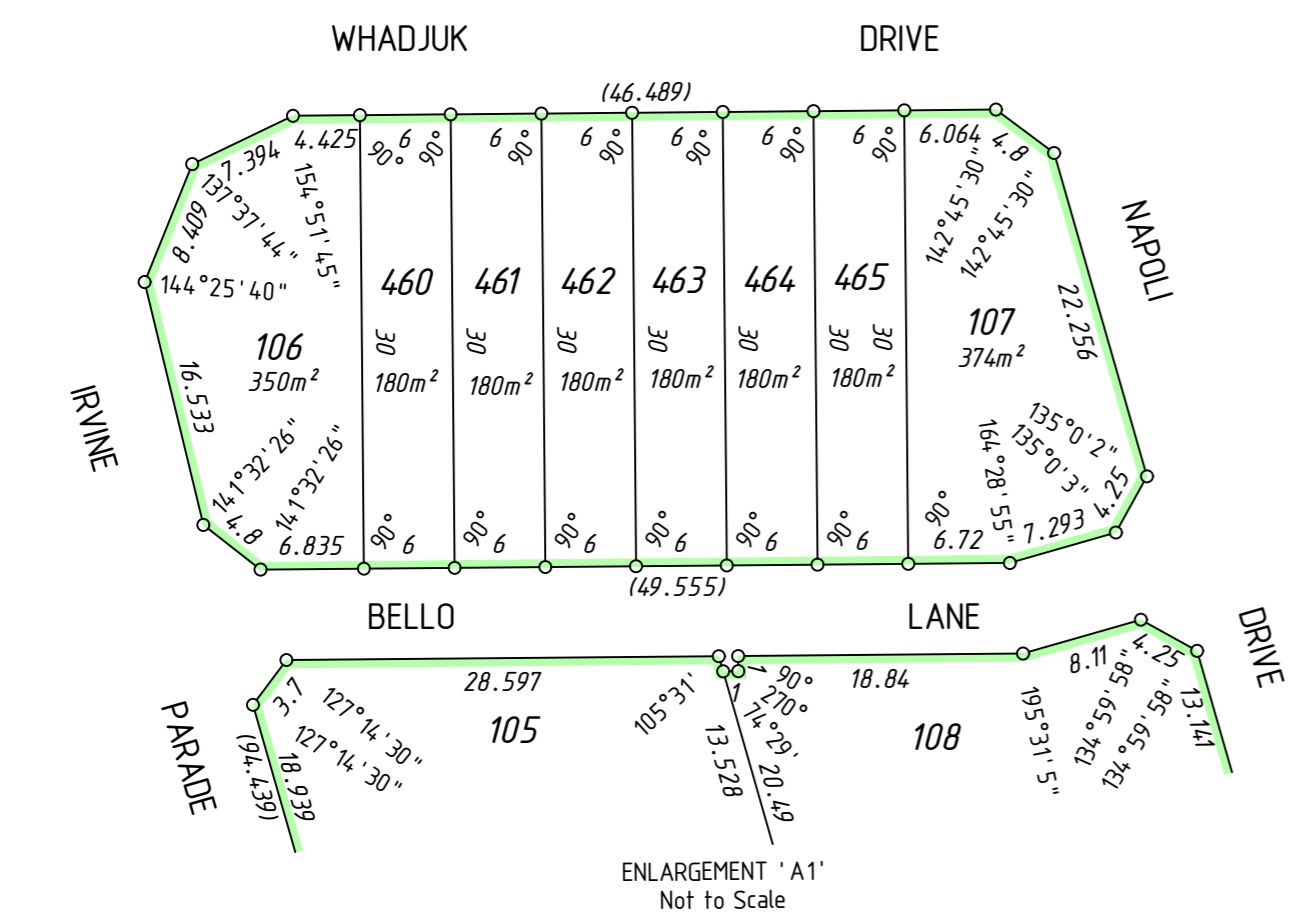 WHADJUK DRIVE
(46.489)
7.394 4.425 6 6 6 6 6 6 6.064 4.8
90° 90° 90° 90° 90° 90° 90°
137°37'44" 154°51'45" 142°45'30" 142°45'30"
8.409
144°25'40"
NAPOLI
460 461 462 463 464 465
22.256
106
350m²
30 30 30 30 30 30 30
107
374m²
180m² 180m² 180m² 180m² 180m² 180m²
16.533
IRVINE
141°32'26" 141°32'26"
135°0'2"
135°0'3"
164°28'55"
4.8 6.835 90° 6 90° 6 90° 6 90° 6 90° 6 90° 6 90° 6.72 7.293 4.25
(49.555)
BELLO LANE
DRIVE
3.7 28.597 1 1 90° 18.84 8.11 4.25
127°14'30"
127°14'30"
105°31' 270°
74°29'
195°31'5" 134°59'58" 134°59'58" 13.141
105 108
PARADE
(94.439) 18.939 13.528 20.49
ENLARGEMENT 'A1'
Not to Scale